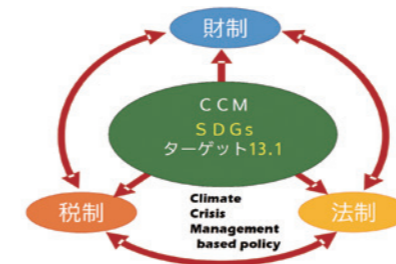 財制
CCM
SDGs
ターゲット13.1
税制
Climate
Crisis
Management
based policy
法制